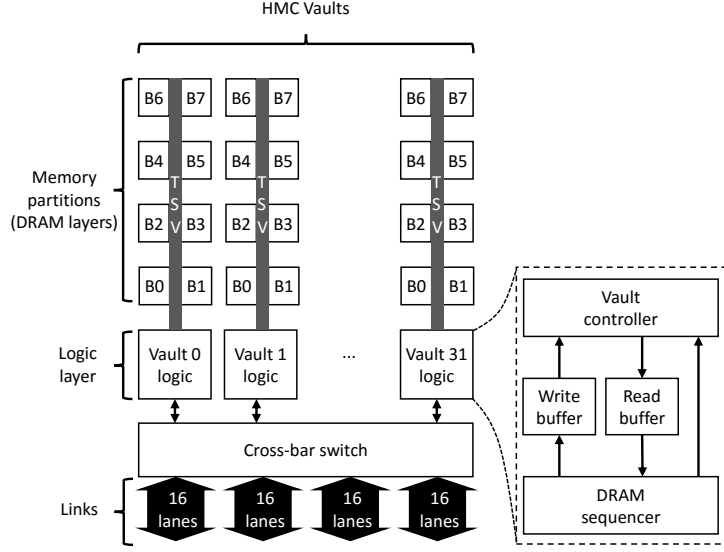 HMC Vaults
B6 B7 B6 B7 B6 B7
B4 B5 B4 B5 B4 B5
Memory
partitions
(DRAM layers)
T
S
V
T
S
V
T
S
V
B2 B3 B2 B3 B2 B3
B0 B1 B0 B1 B0 B1
Logic
layer
Vault 0
logic
Vault 1
logic
...
Vault 31
logic
Cross-bar switch
Links
16
lanes
16
lanes
16
lanes
16
lanes
Vault
controller
Write
buffer
Read
buffer
DRAM
sequencer